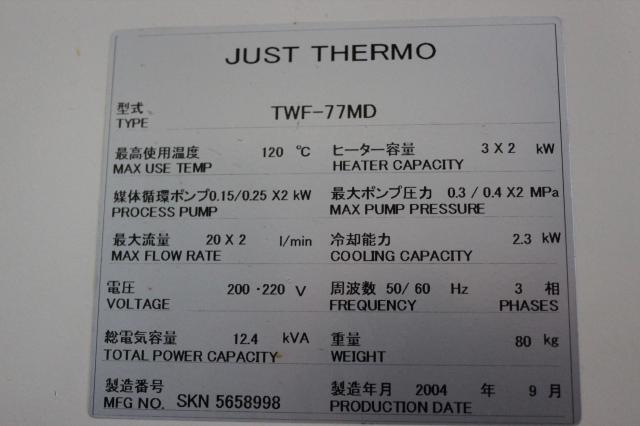 JUST THERMO
型式 TWF-77MD
TYPE
最高使用温度 120 ℃ ヒーター容量 3 X 2 kW
MAX USE TEMP HEATER CAPACITY
媒体循環ポンプ0.15/0.25 X2 kW 最大ポンプ圧力 0.3 / 0.4 X2 MPa
PROCESS PUMP MAX PUMP PRESSURE
最大流量 20 X 2 l/min 冷却能力 2.3 kW
MAX FLOW RATE COOLING CAPACITY
電圧 200・220 V 周波数 50/ 60 Hz 3 相
VOLTAGE FREQUENCY PHASES
総電気容量 12.4 kVA 重量 80 kg
TOTAL POWER CAPACITY WEIGHT
製造番号 製造年月 2004 年 9 月
MFG NO. SKN 5658998 PRODUCTION DATE